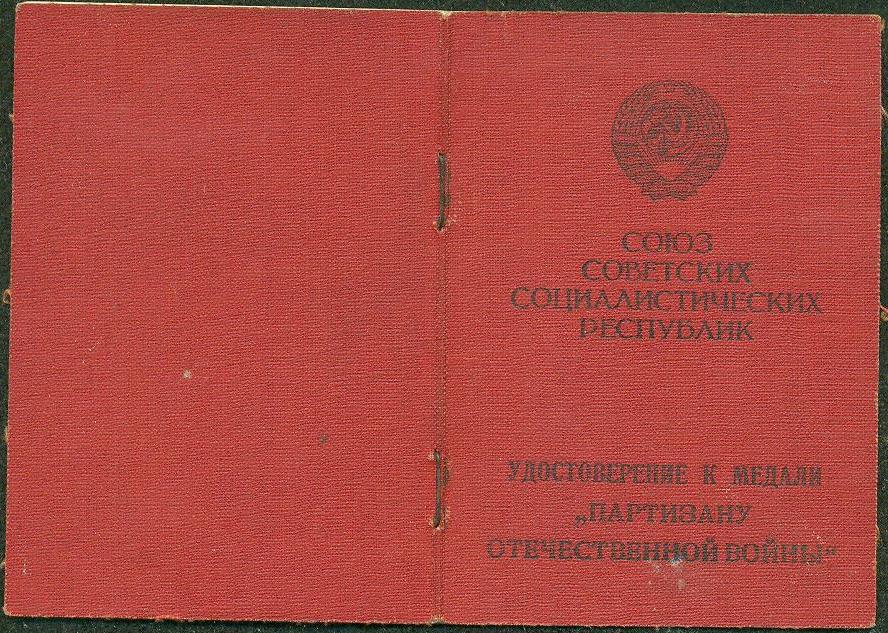 СОЮЗ
СОВЕТСКИХ
СОЦИАЛИСТИЧЕСКИХ
РЕСПУБЛИК
УДОСТОВЕРЕНИЕ К МЕДАЛИ
„ПАРТИЗАНУ
ОТЕЧЕСТВЕННОЙ ВОЙНЫ“